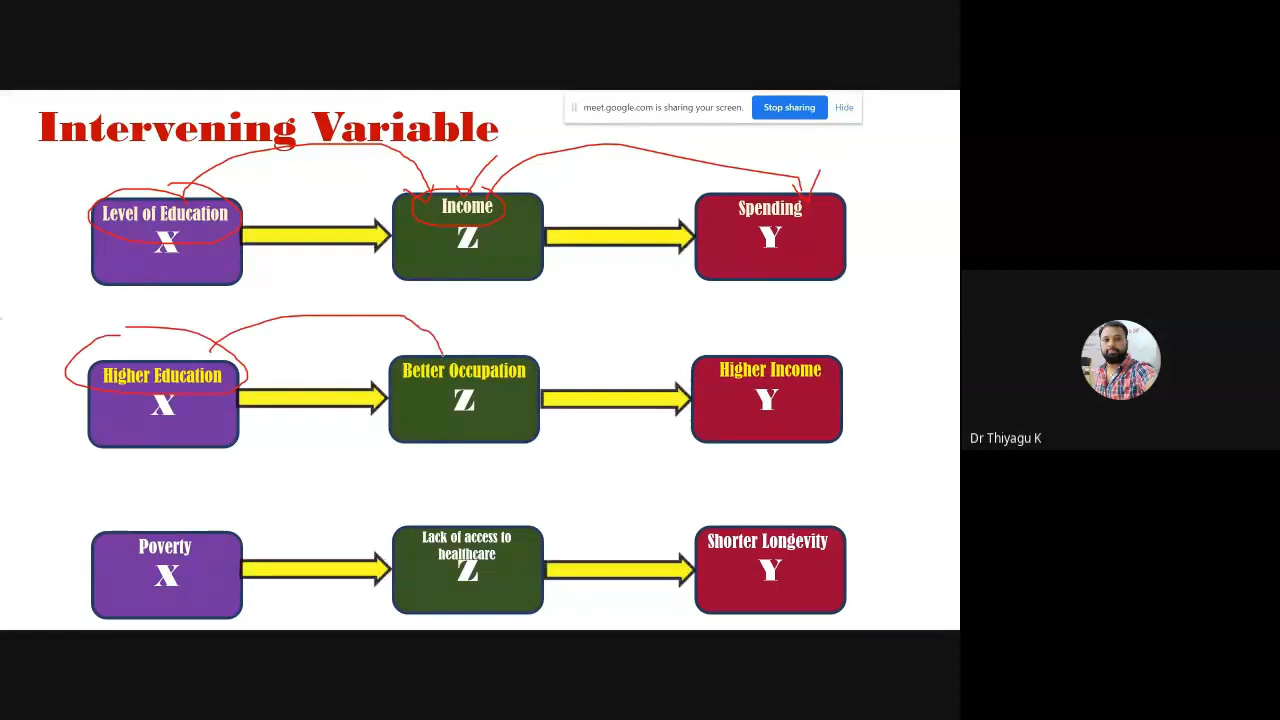 Intervening Variable
meet.google.com is sharing your screen. Stop sharing Hide
Level of Education
X
Income
Z
Spending
Y
Higher Education
X
Better Occupation
Z
Higher Income
Y
Poverty
X
Lack of access to
healthcare
Z
Shorter Longevity
Y
Dr Thiyagu K